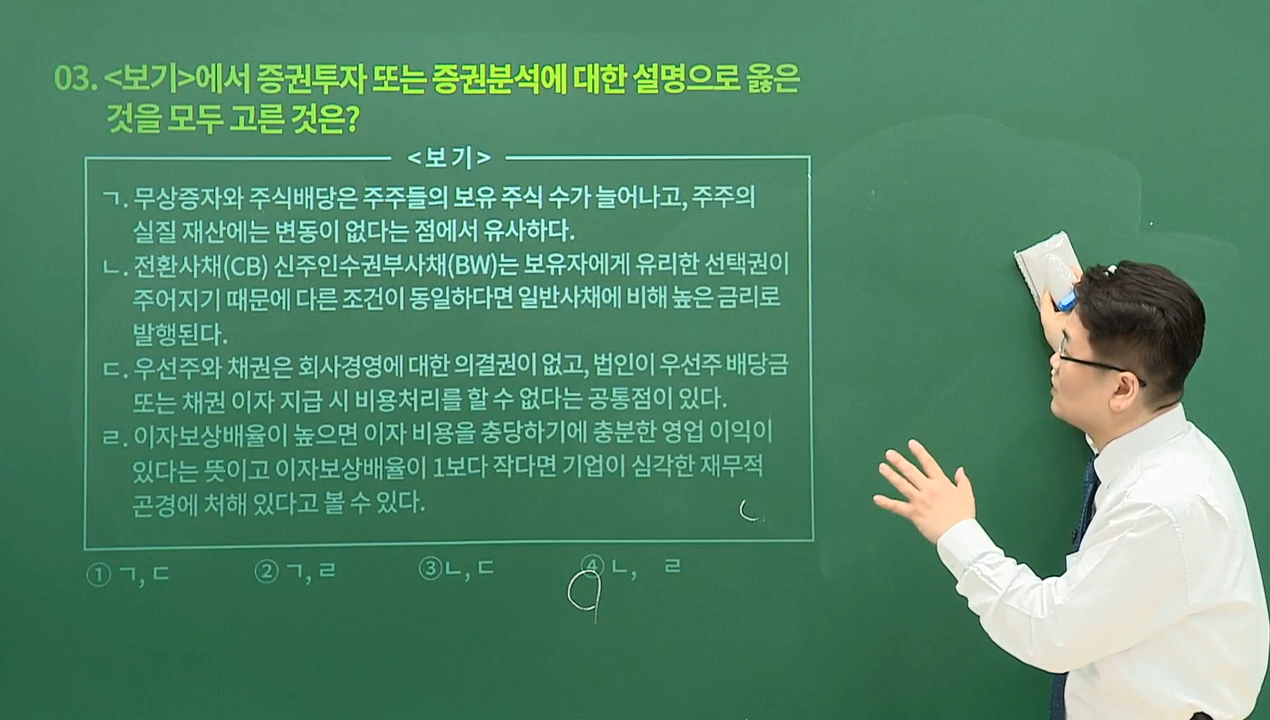 03. <보기>에서 증권투자 또는 증권분석에 대한 설명으로 옳은
것을 모두 고른 것은?
<보기>
ㄱ. 무상증자와 주식배당은 주주들의 보유 주식 수가 늘어나고, 주주의
실질 재산에는 변동이 없다는 점에서 유사하다.
ㄴ. 전환사채(CB) 신주인수권부사채(BW)는 보유자에게 유리한 선택권이
주어지기 때문에 다른 조건이 동일하다면 일반사채에 비해 높은 금리로
발행된다.
ㄷ. 우선주와 채권은 회사경영에 대한 의결권이 없고, 법인이 우선주 배당금
또는 채권 이자 지급 시 비용처리를 할 수 없다는 공통점이 있다.
ㄹ. 이자보상배율이 높으면 이자 비용을 충당하기에 충분한 영업 이익이
있다는 뜻이고 이자보상배율이 1보다 작다면 기업이 심각한 재무적
곤경에 처해 있다고 볼 수 있다.
① ㄱ, ㄷ ② ㄱ, ㄹ ③ ㄴ, ㄷ ④ ㄴ, ㄹ